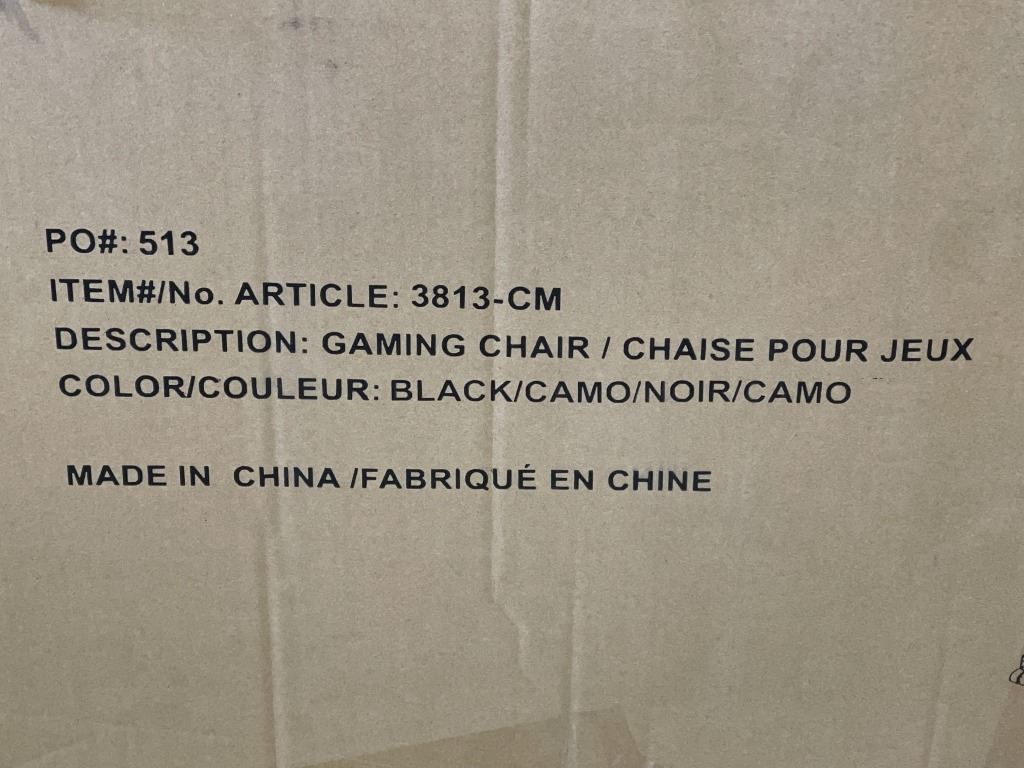 PO#: 513
ITEM#/No. ARTICLE: 3813-CM
DESCRIPTION: GAMING CHAIR / CHAISE POUR JEUX
COLOR/COULEUR: BLACK/CAMO/NOIR/CAMO
MADE IN  CHINA /FABRIQUÉ EN CHINE